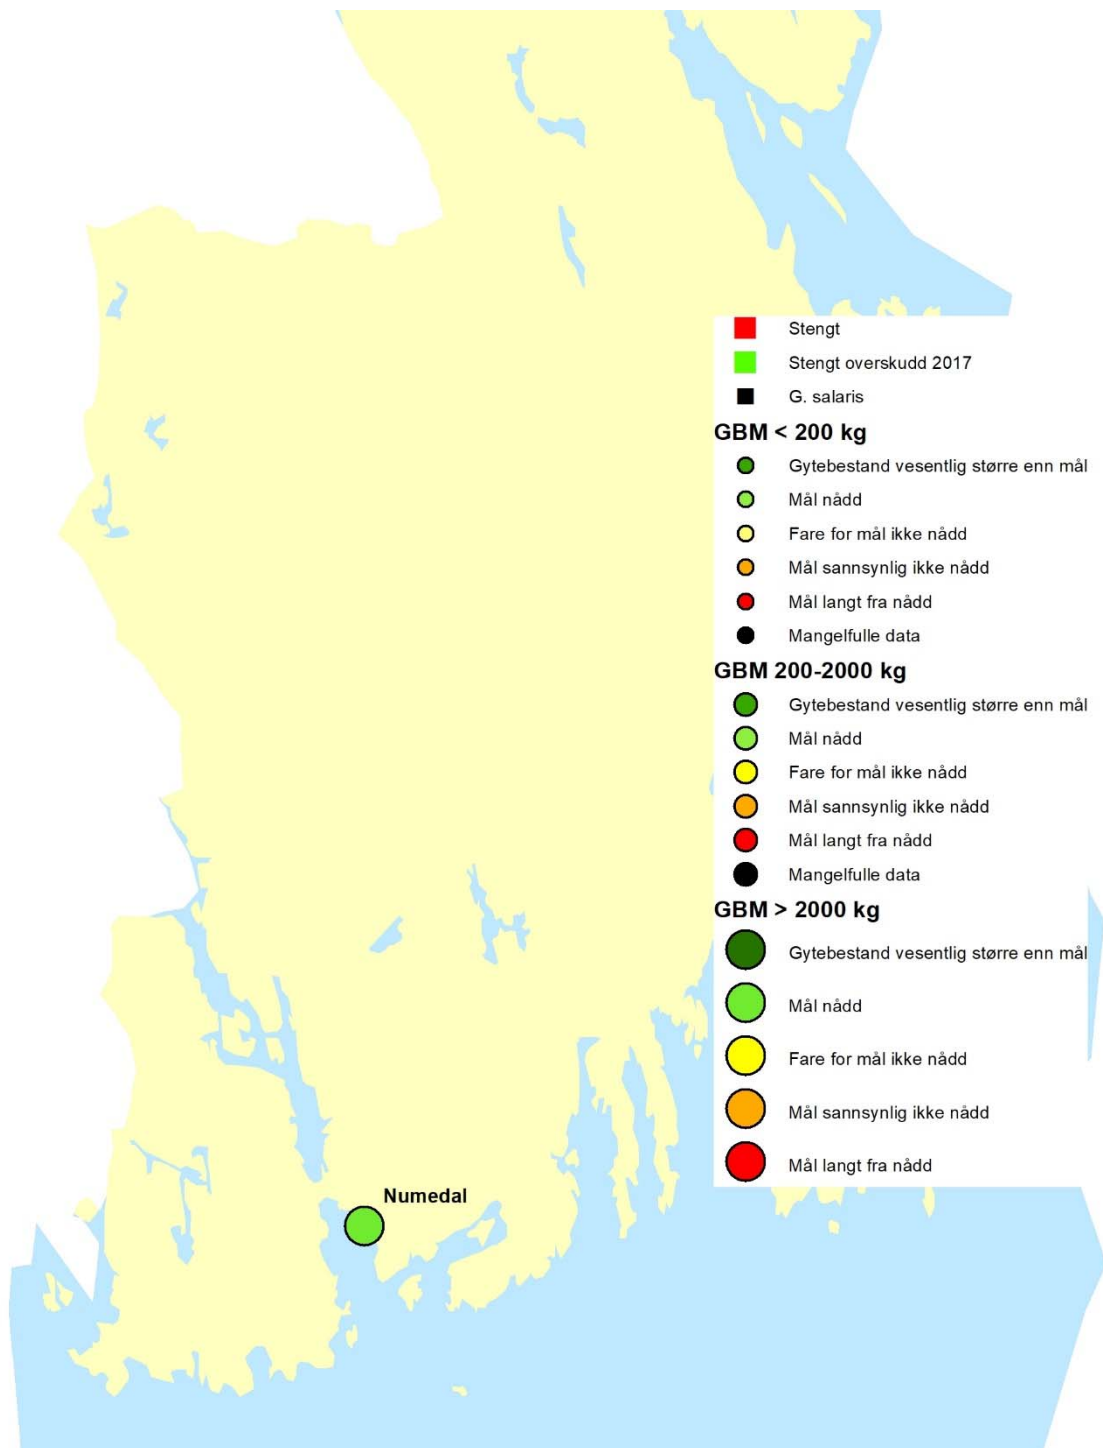 Stengt
Stengt overskudd 2017
G. salaris
GBM < 200 kg
Gytebestand vesentlig større enn mål
Mål nådd
Fare for mål ikke nådd
Mål sannsynlig ikke nådd
Mål langt fra nådd
Mangelfulle data
GBM 200-2000 kg
Gytebestand vesentlig større enn mål
Mål nådd
Fare for mål ikke nådd
Mål sannsynlig ikke nådd
Mål langt fra nådd
Mangelfulle data
GBM > 2000 kg
Gytebestand vesentlig større enn mål
Mål nådd
Fare for mål ikke nådd
Mål sannsynlig ikke nådd
Mål langt fra nådd
Numedal